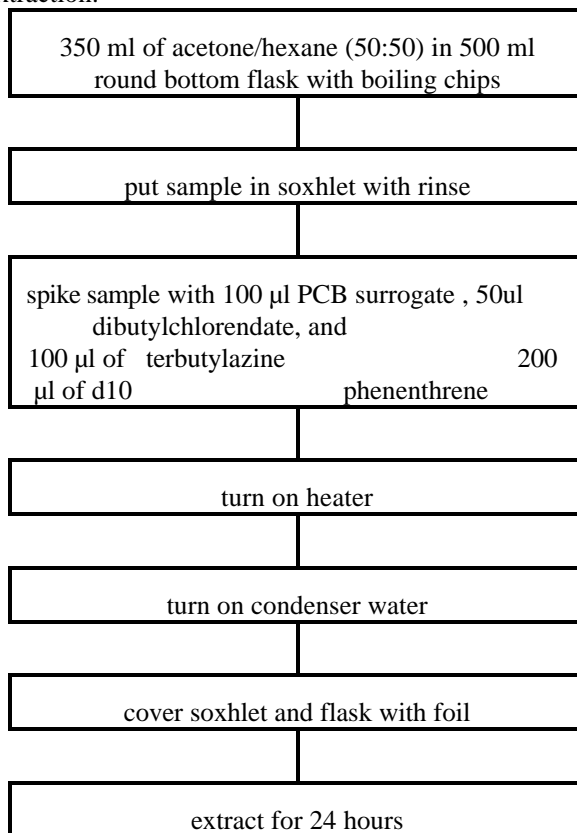 traction.
350 ml of acetone/hexane (50:50) in 500 ml
round bottom flask with boiling chips
put sample in soxhlet with rinse
spike sample with 100 µl PCB surrogate , 50ul
dibutylchlorendate, and
100 µl of terbutylazine 200
µl of d10 phenenthrene
turn on heater
turn on condenser water
cover soxhlet and flask with foil
extract for 24 hours